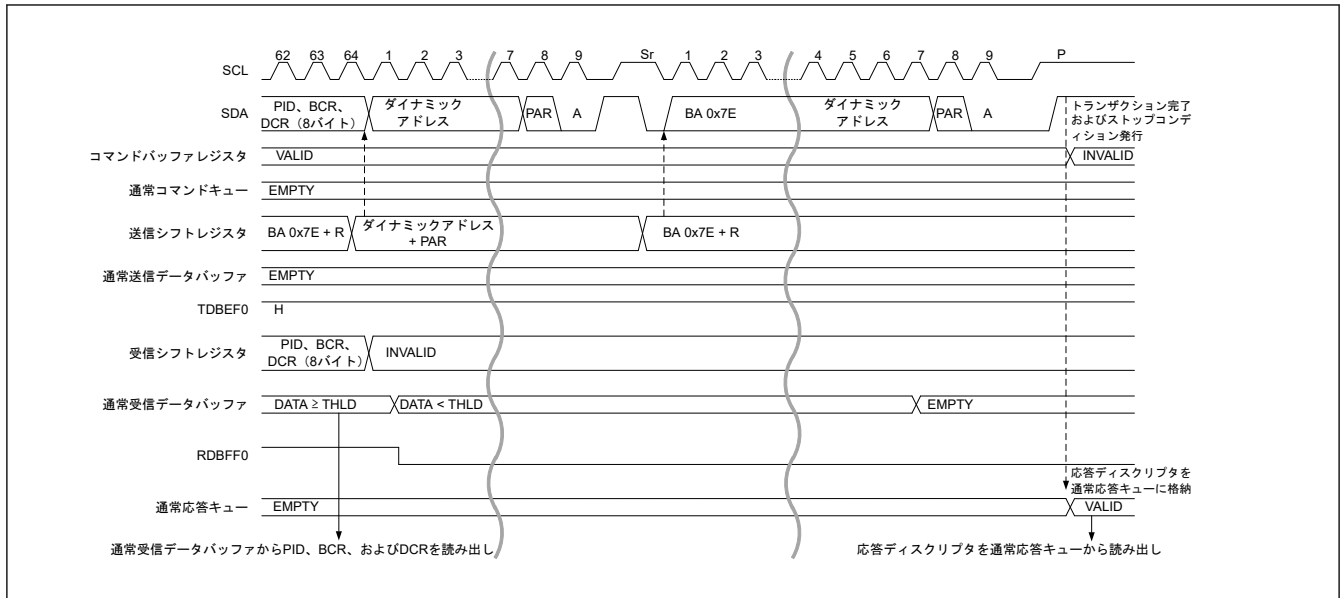 62 63 64 1 2 3 7 8 9 Sr 1 2 3 4 5 6 7 8 9 P
SCL
SDA
PID、BCR、
DCR（8バイト）
ダイナミック
アドレス
PAR
A
BA 0x7E
ダイナミック
アドレス
PAR
A
トランザクション完了
およびストップコンデ
ィション発行
コマンドバッファレジスタ
VALID
INVALID
通常コマンドキュー
EMPTY
送信シフトレジスタ
BA 0x7E + R
ダイナミックアドレス
+ PAR
BA 0x7E + R
通常送信データバッファ
EMPTY
TDBEF0
H
受信シフトレジスタ
PID、BCR、
DCR（8バイト）
INVALID
通常受信データバッファ
DATA ≥ THLD
DATA < THLD
EMPTY
RDBFF0
応答ディスクリプタを
通常応答キューに格納
通常応答キュー
EMPTY
VALID
通常受信データバッファからPID、BCR、およびDCRを読み出し
応答ディスクリプタを通常応答キューから読み出し